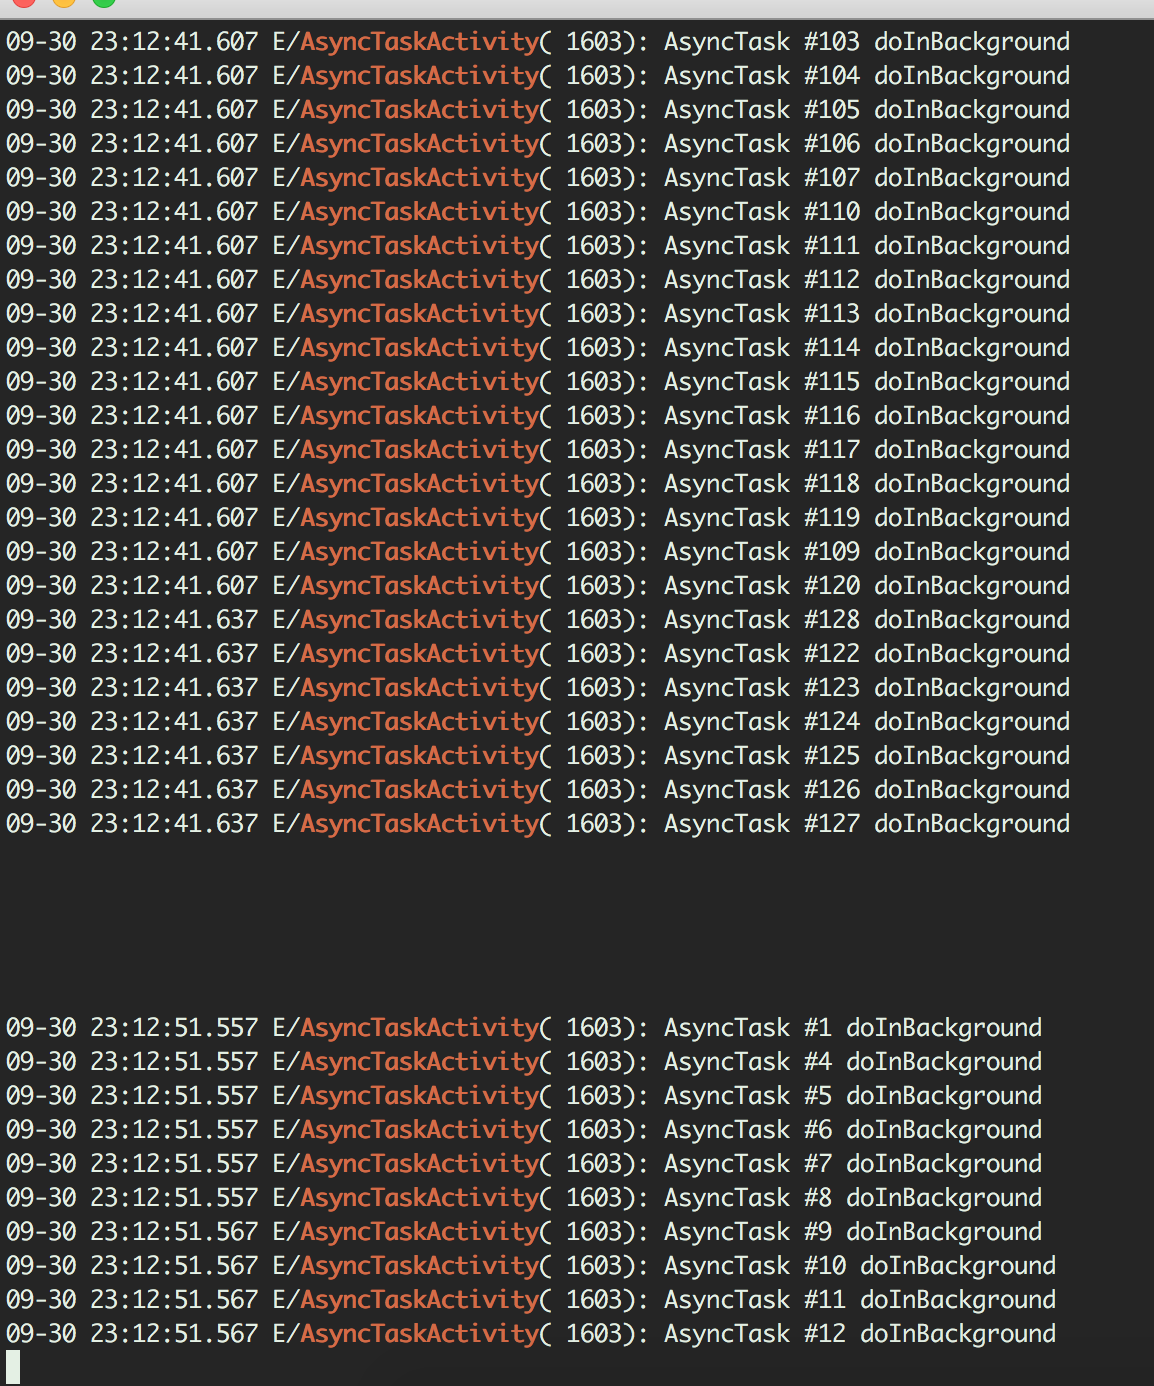 09-30 23:12:41.607 E/AsyncTaskActivity( 1603): AsyncTask #103 doInBackground
09-30 23:12:41.607 E/AsyncTaskActivity( 1603): AsyncTask #104 doInBackground
09-30 23:12:41.607 E/AsyncTaskActivity( 1603): AsyncTask #105 doInBackground
09-30 23:12:41.607 E/AsyncTaskActivity( 1603): AsyncTask #106 doInBackground
09-30 23:12:41.607 E/AsyncTaskActivity( 1603): AsyncTask #107 doInBackground
09-30 23:12:41.607 E/AsyncTaskActivity( 1603): AsyncTask #110 doInBackground
09-30 23:12:41.607 E/AsyncTaskActivity( 1603): AsyncTask #111 doInBackground
09-30 23:12:41.607 E/AsyncTaskActivity( 1603): AsyncTask #112 doInBackground
09-30 23:12:41.607 E/AsyncTaskActivity( 1603): AsyncTask #113 doInBackground
09-30 23:12:41.607 E/AsyncTaskActivity( 1603): AsyncTask #114 doInBackground
09-30 23:12:41.607 E/AsyncTaskActivity( 1603): AsyncTask #115 doInBackground
09-30 23:12:41.607 E/AsyncTaskActivity( 1603): AsyncTask #116 doInBackground
09-30 23:12:41.607 E/AsyncTaskActivity( 1603): AsyncTask #117 doInBackground
09-30 23:12:41.607 E/AsyncTaskActivity( 1603): AsyncTask #118 doInBackground
09-30 23:12:41.607 E/AsyncTaskActivity( 1603): AsyncTask #119 doInBackground
09-30 23:12:41.607 E/AsyncTaskActivity( 1603): AsyncTask #109 doInBackground
09-30 23:12:41.607 E/AsyncTaskActivity( 1603): AsyncTask #120 doInBackground
09-30 23:12:41.637 E/AsyncTaskActivity( 1603): AsyncTask #128 doInBackground
09-30 23:12:41.637 E/AsyncTaskActivity( 1603): AsyncTask #122 doInBackground
09-30 23:12:41.637 E/AsyncTaskActivity( 1603): AsyncTask #123 doInBackground
09-30 23:12:41.637 E/AsyncTaskActivity( 1603): AsyncTask #124 doInBackground
09-30 23:12:41.637 E/AsyncTaskActivity( 1603): AsyncTask #125 doInBackground
09-30 23:12:41.637 E/AsyncTaskActivity( 1603): AsyncTask #126 doInBackground
09-30 23:12:41.637 E/AsyncTaskActivity( 1603): AsyncTask #127 doInBackground
09-30 23:12:51.557 E/AsyncTaskActivity( 1603): AsyncTask #1 doInBackground
09-30 23:12:51.557 E/AsyncTaskActivity( 1603): AsyncTask #4 doInBackground
09-30 23:12:51.557 E/AsyncTaskActivity( 1603): AsyncTask #5 doInBackground
09-30 23:12:51.557 E/AsyncTaskActivity( 1603): AsyncTask #6 doInBackground
09-30 23:12:51.557 E/AsyncTaskActivity( 1603): AsyncTask #7 doInBackground
09-30 23:12:51.557 E/AsyncTaskActivity( 1603): AsyncTask #8 doInBackground
09-30 23:12:51.567 E/AsyncTaskActivity( 1603): AsyncTask #9 doInBackground
09-30 23:12:51.567 E/AsyncTaskActivity( 1603): AsyncTask #10 doInBackground
09-30 23:12:51.567 E/AsyncTaskActivity( 1603): AsyncTask #11 doInBackground
09-30 23:12:51.567 E/AsyncTaskActivity( 1603): AsyncTask #12 doInBackground